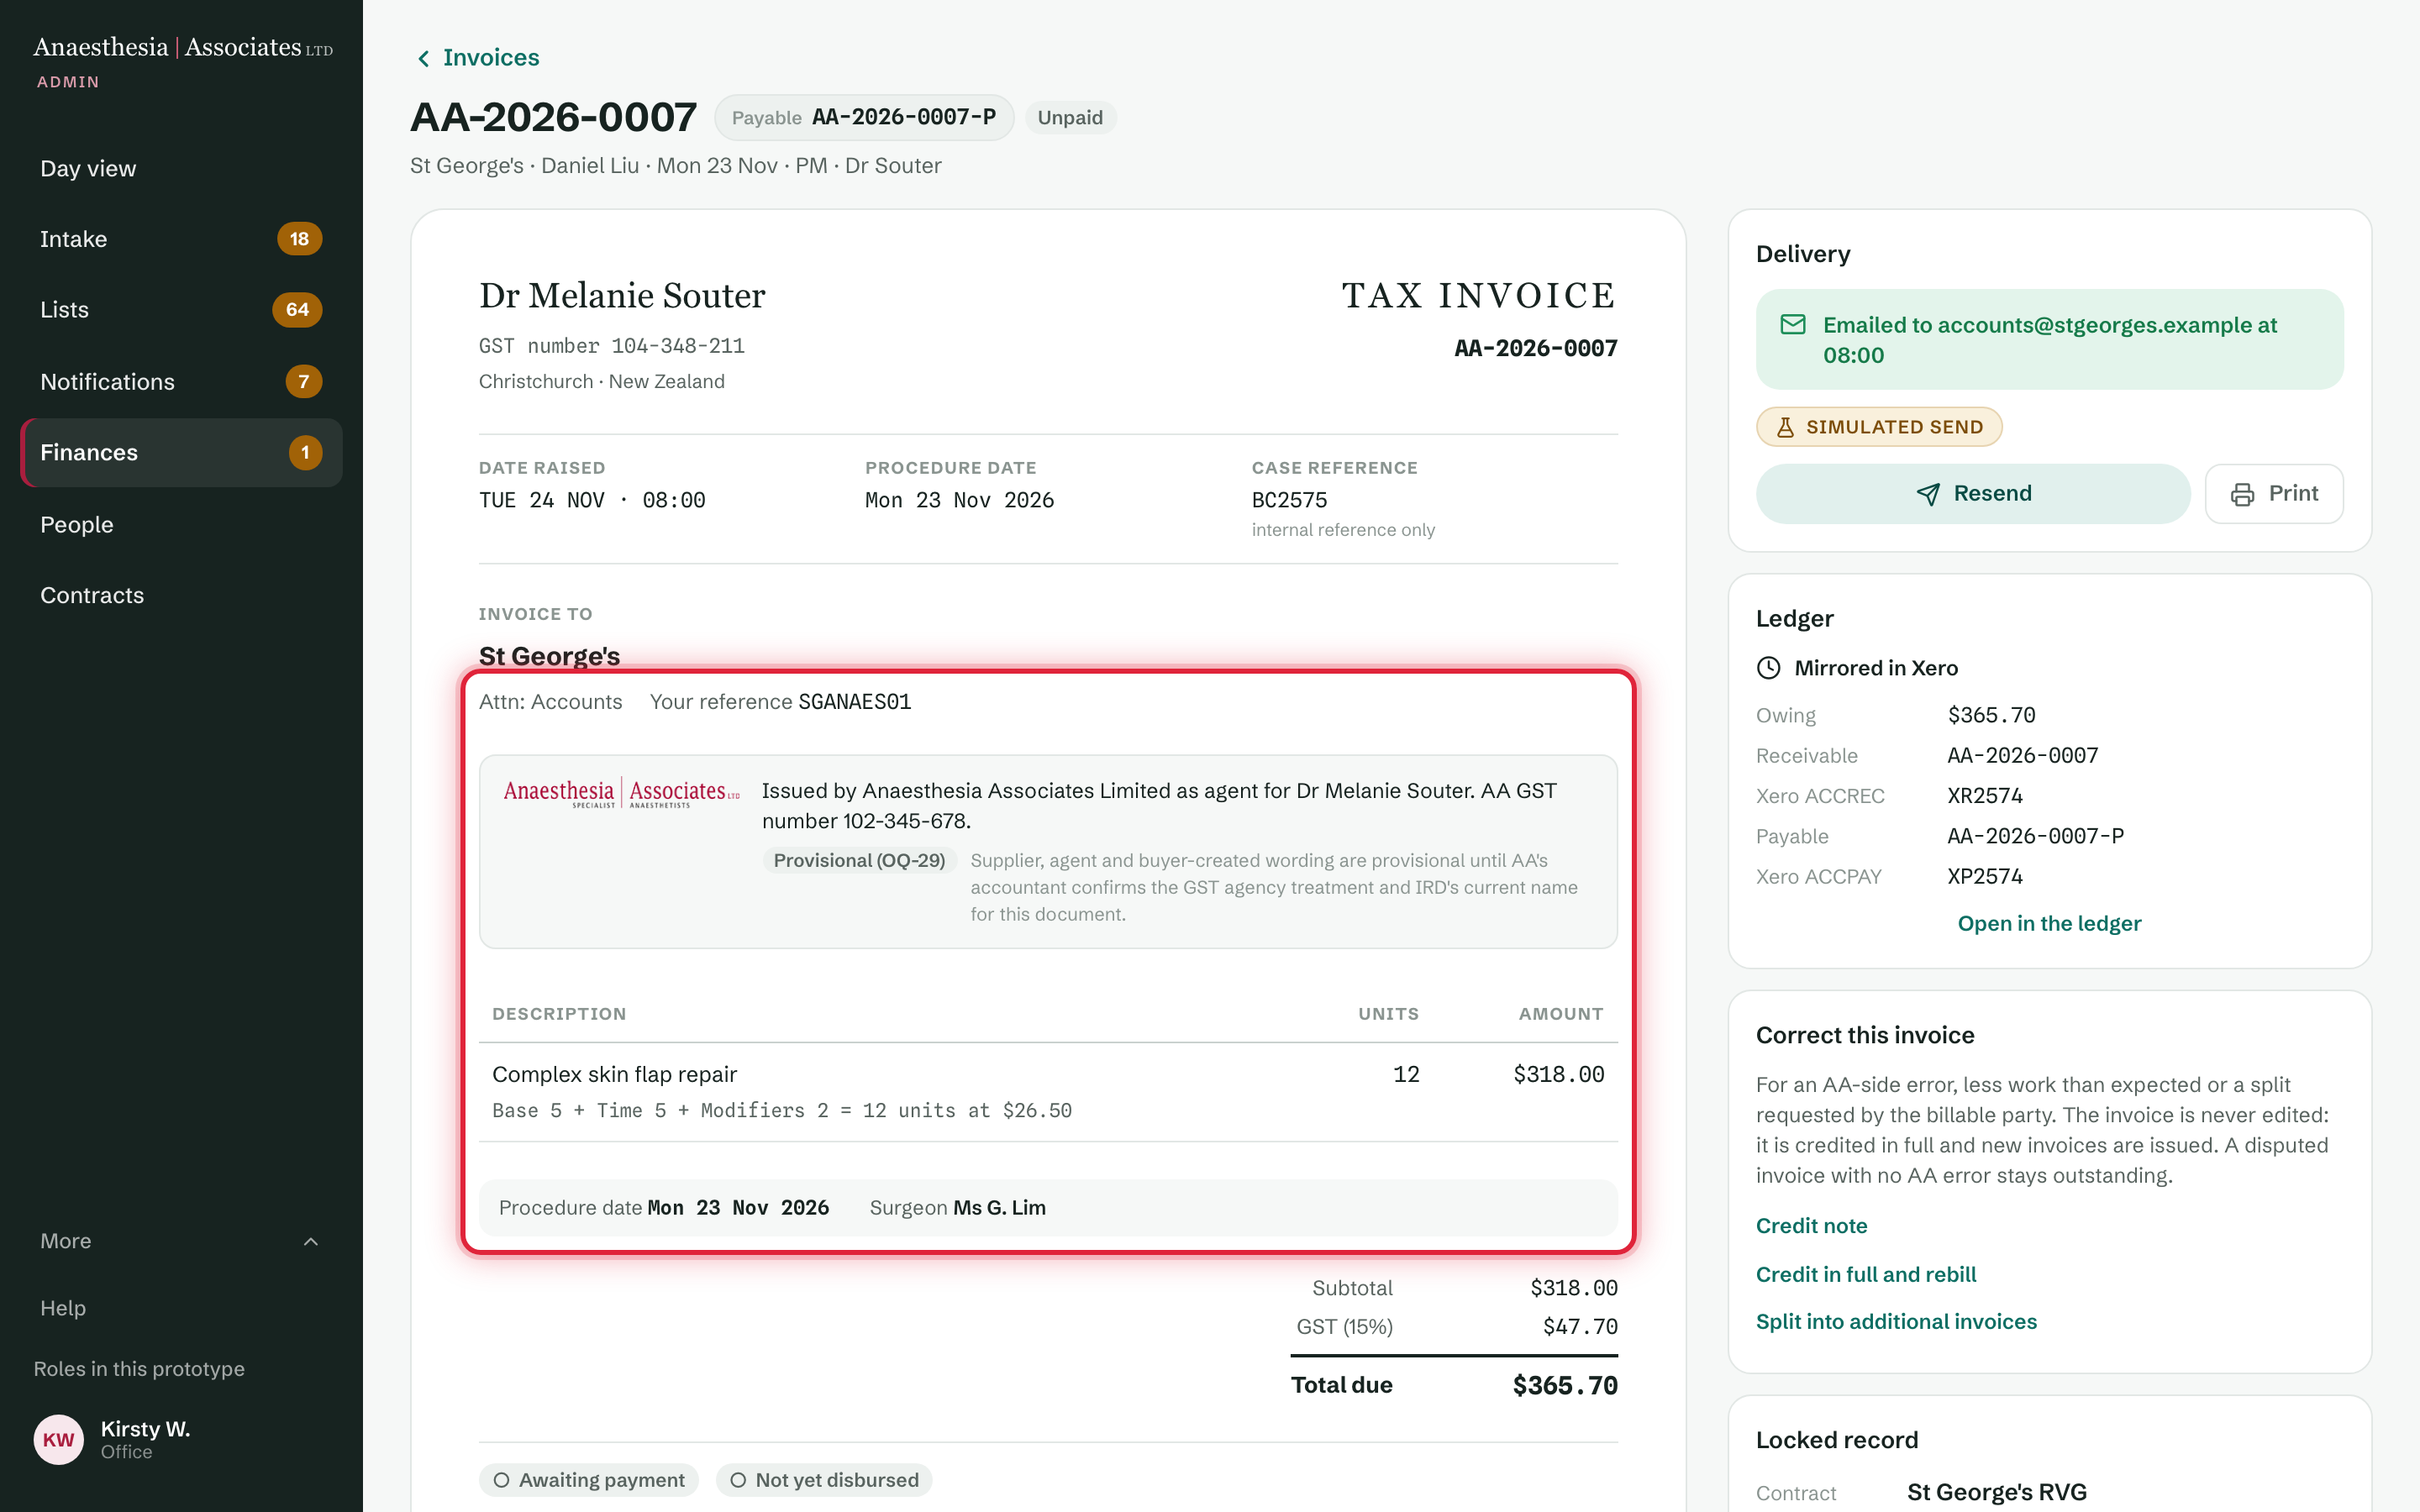 Anaesthesia | Associates LTD
ADMIN
Day view
Intake 18
Lists 64
Notifications 7
Finances 1
People
Contracts
More
Help
Roles in this prototype
KW
Kirsty W.
Office
Invoices
AA-2026-0007 Payable AA-2026-0007-P Unpaid
St George's · Daniel Liu · Mon 23 Nov · PM · Dr Souter
Dr Melanie Souter
GST number 104-348-211
Christchurch · New Zealand
TAX INVOICE
AA-2026-0007
DATE RAISED
TUE 24 NOV · 08:00
PROCEDURE DATE
Mon 23 Nov 2026
CASE REFERENCE
BC2575
internal reference only
INVOICE TO
St George's
Attn: Accounts Your reference SGANAES01
Anaesthesia | Associates LTD
SPECIALIST ANAESTHETISTS
Issued by Anaesthesia Associates Limited as agent for Dr Melanie Souter. AA GST
number 102-345-678.
Provisional (OQ-29)
Supplier, agent and buyer-created wording are provisional until AA's
accountant confirms the GST agency treatment and IRD's current name
for this document.
DESCRIPTION UNITS AMOUNT
Complex skin flap repair 12 $318.00
Base 5 + Time 5 + Modifiers 2 = 12 units at $26.50
Procedure date Mon 23 Nov 2026 Surgeon Ms G. Lim
Subtotal $318.00
GST (15%) $47.70
Total due $365.70
Awaiting payment Not yet disbursed
Delivery
Emailed to accounts@stgeorges.example at
08:00
SIMULATED SEND
Resend Print
Ledger
Mirrored in Xero
Owing $365.70
Receivable AA-2026-0007
Xero ACCREC XR2574
Payable AA-2026-0007-P
Xero ACCPAY XP2574
Open in the ledger
Correct this invoice
For an AA-side error, less work than expected or a split
requested by the billable party. The invoice is never edited:
it is credited in full and new invoices are issued. A disputed
invoice with no AA error stays outstanding.
Credit note
Credit in full and rebill
Split into additional invoices
Locked record
Contract St George's RVG